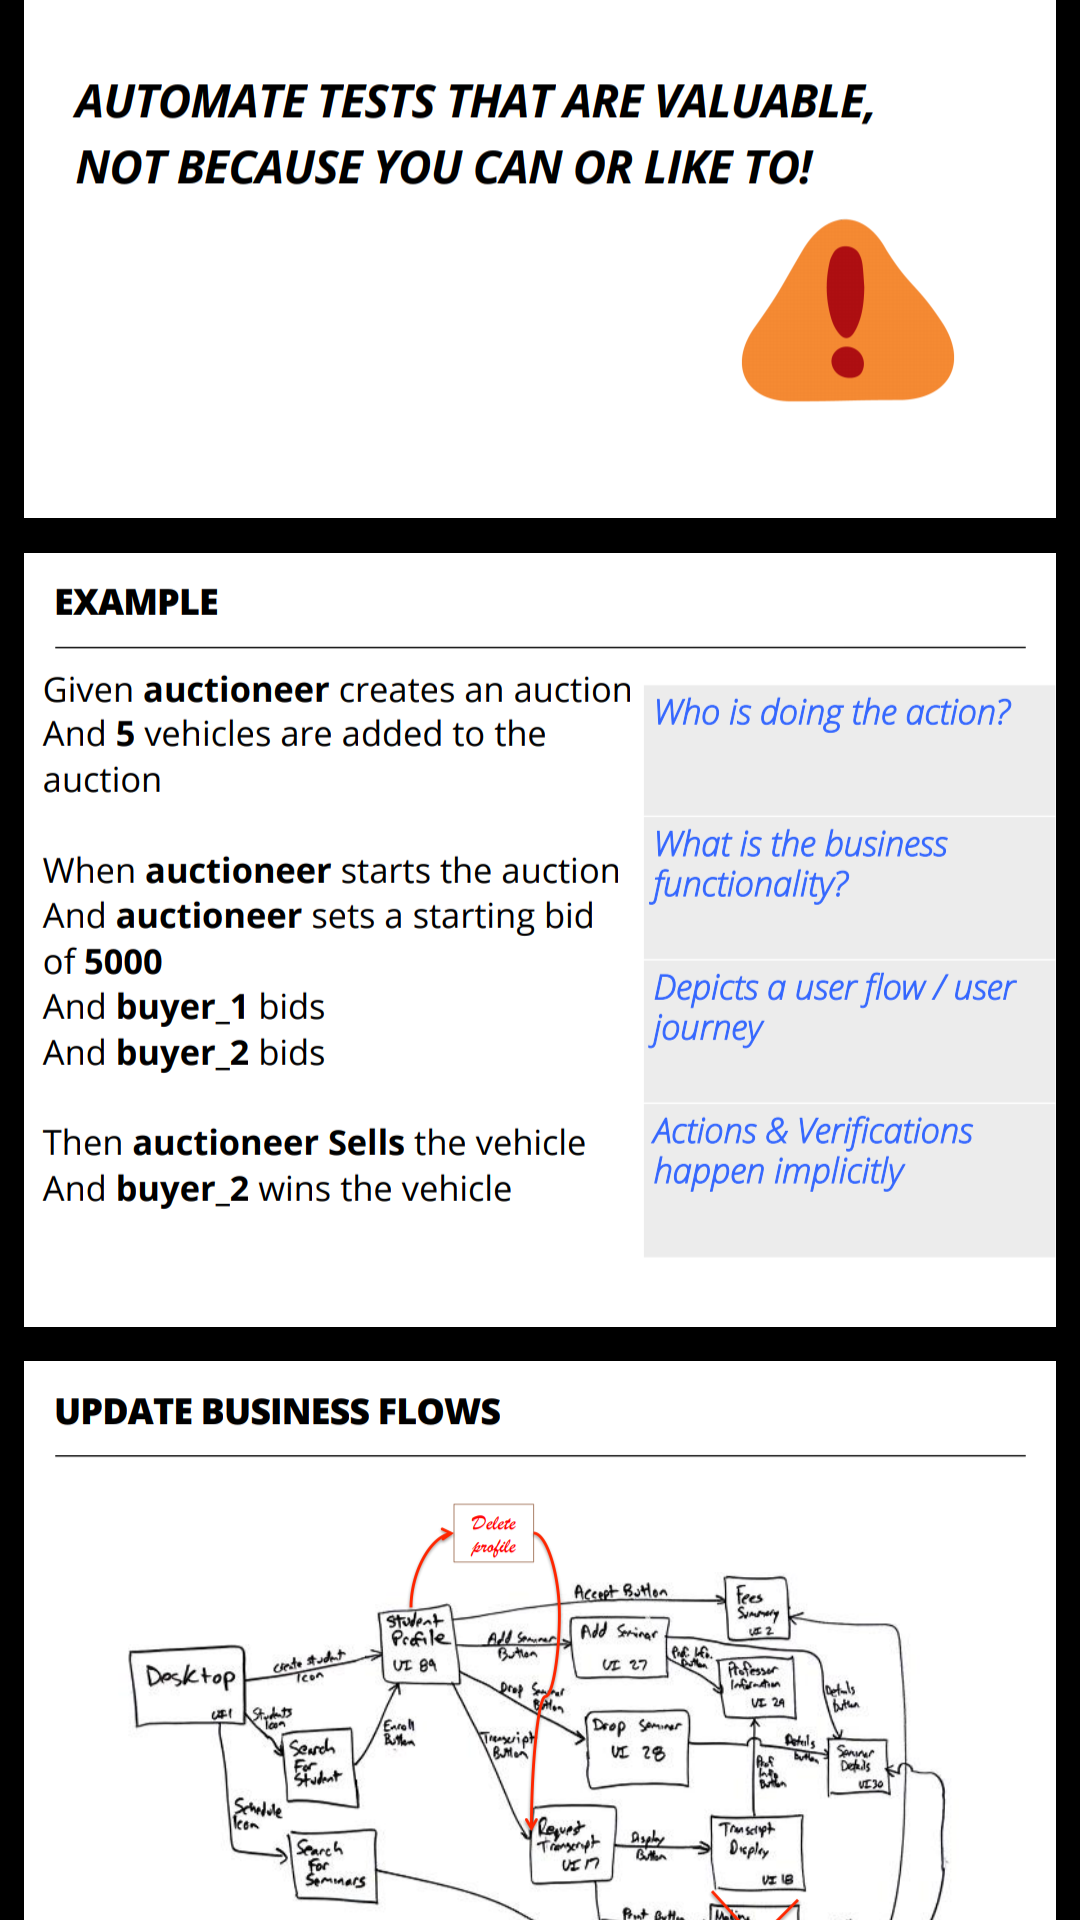 AUTOMATE TESTS THAT ARE VALUABLE,
NOT BECAUSE YOU CAN OR LIKE TO!
EXAMPLE
Given auctioneer creates an auction
And 5 vehicles are added to the
auction
When auctioneer starts the auction
And auctioneer sets a starting bid
of 5000
And buyer_1 bids
And buyer_2 bids
Then auctioneer Sells the vehicle
And buyer_2 wins the vehicle
Who is doing the action?
What is the business
functionality?
Depicts a user flow / user
journey
Actions & Verifications
happen implicitly
UPDATE BUSINESS FLOWS
Delete
profile
Accept Button
Fees
Summary
UI 2
Student
Profile
UI 89
Add Seminar
Button
Add Seminar
UI 27
Prof. Info.
Button
Professor
Information
UI 29
Details
Button
Desktop
UI 1
Create Student
Icon
Students
Icon
Search
For
Student
Enroll
Button
Drop Seminar
Button
Transcript
Button
Drop Seminar
UI 28
Details
Button
Seminar
Details
UI 30
Prof
Info
Button
Schedule
Icon
Search
For
Seminars
Request
Transcript
UI 17
Display
Button
Transcript
Display
UI 18
Print Button